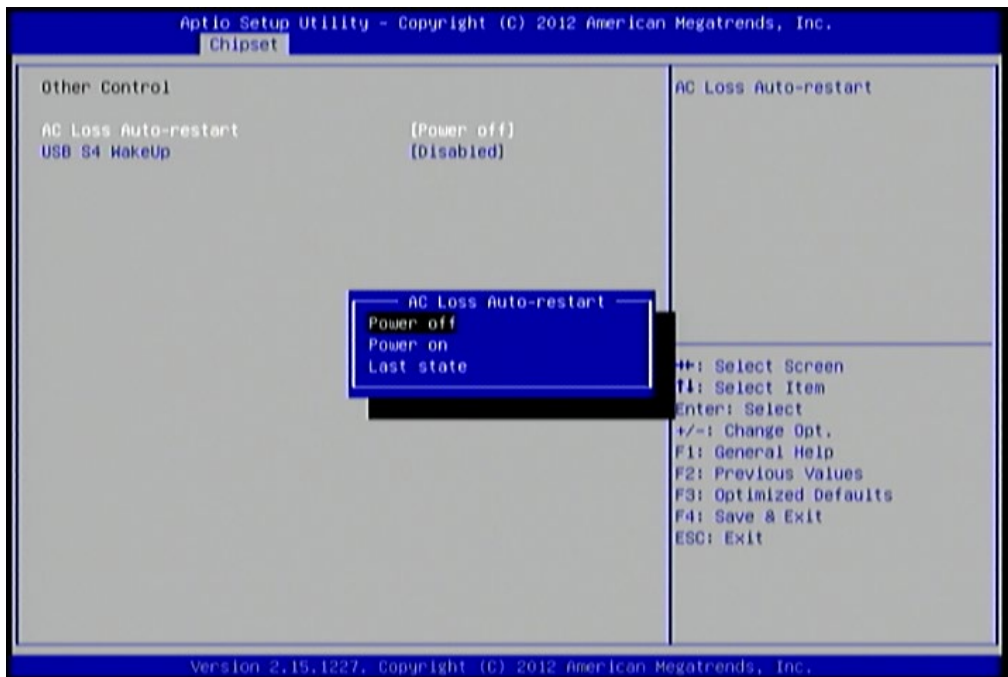 Aptio Setup Utility - Copyright (C) 2012 American Megatrends, Inc.
Chipset
Other Control
AC Loss Auto-restart [Power off]
USB S4 WakeUp [Disabled]
AC Loss Auto-restart
AC Loss Auto-restart
Power off
Power on
Last state
→←: Select Screen
↑↓: Select Item
Enter: Select
+/-: Change Opt.
F1: General Help
F2: Previous Values
F3: Optimized Defaults
F4: Save & Exit
ESC: Exit
Version 2.15.1227. Copyright (C) 2012 American Megatrends, Inc.